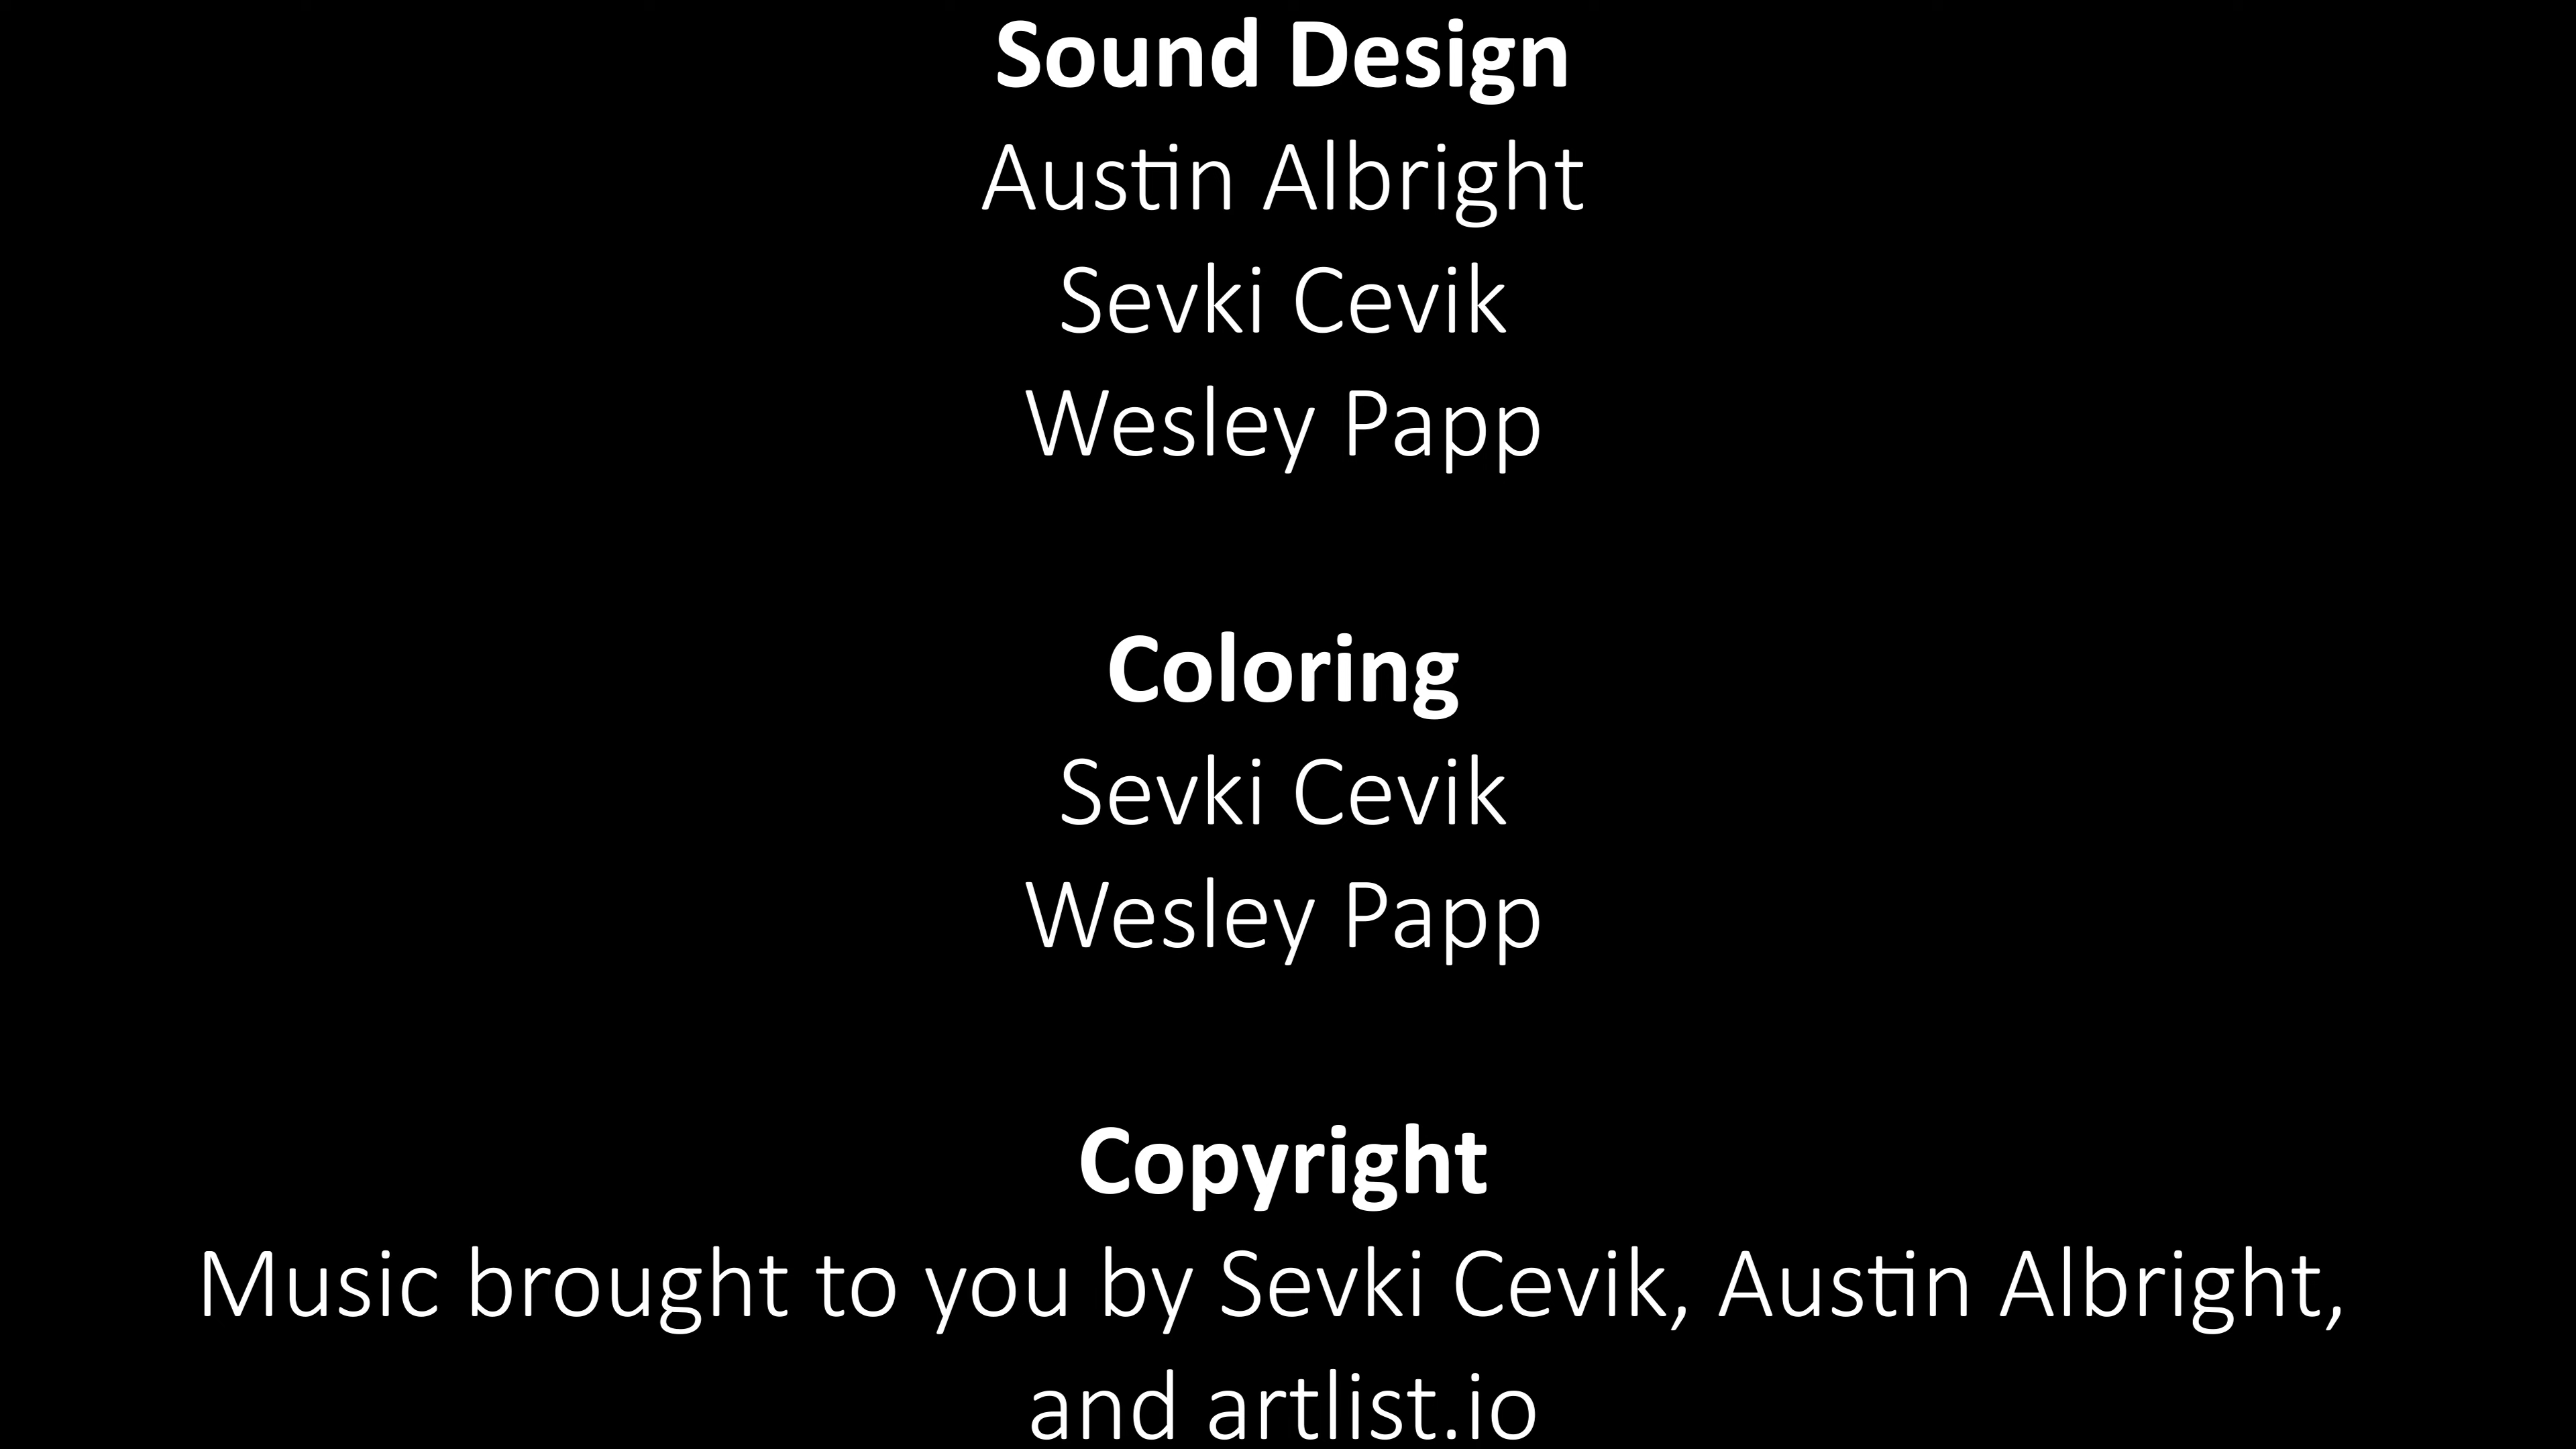 Sound Design
Austin Albright
Sevki Cevik
Wesley Papp
Coloring
Sevki Cevik
Wesley Papp
Copyright
Music brought to you by Sevki Cevik, Austin Albright,
and artlist.io